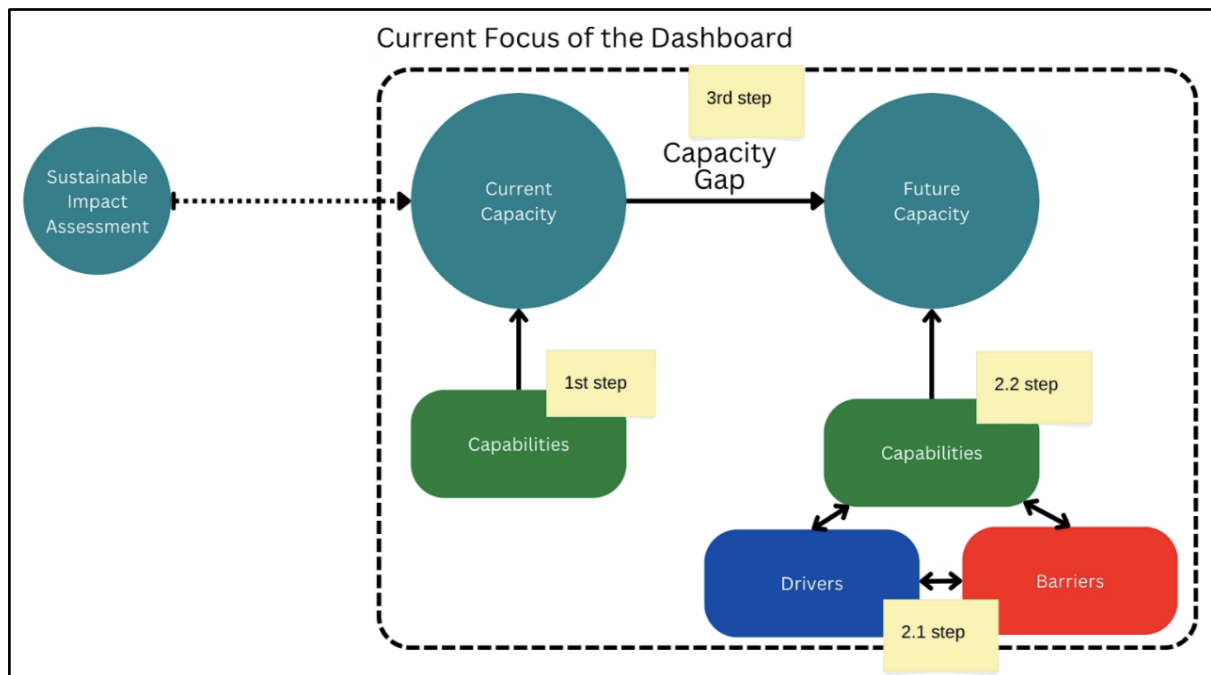 Current Focus of the Dashboard
3rd step
Capacity
Gap
Sustainable
Impact
Assessment
Current
Capacity
Future
Capacity
1st step
2.2 step
Capabilities
Capabilities
Drivers
Barriers
2.1 step